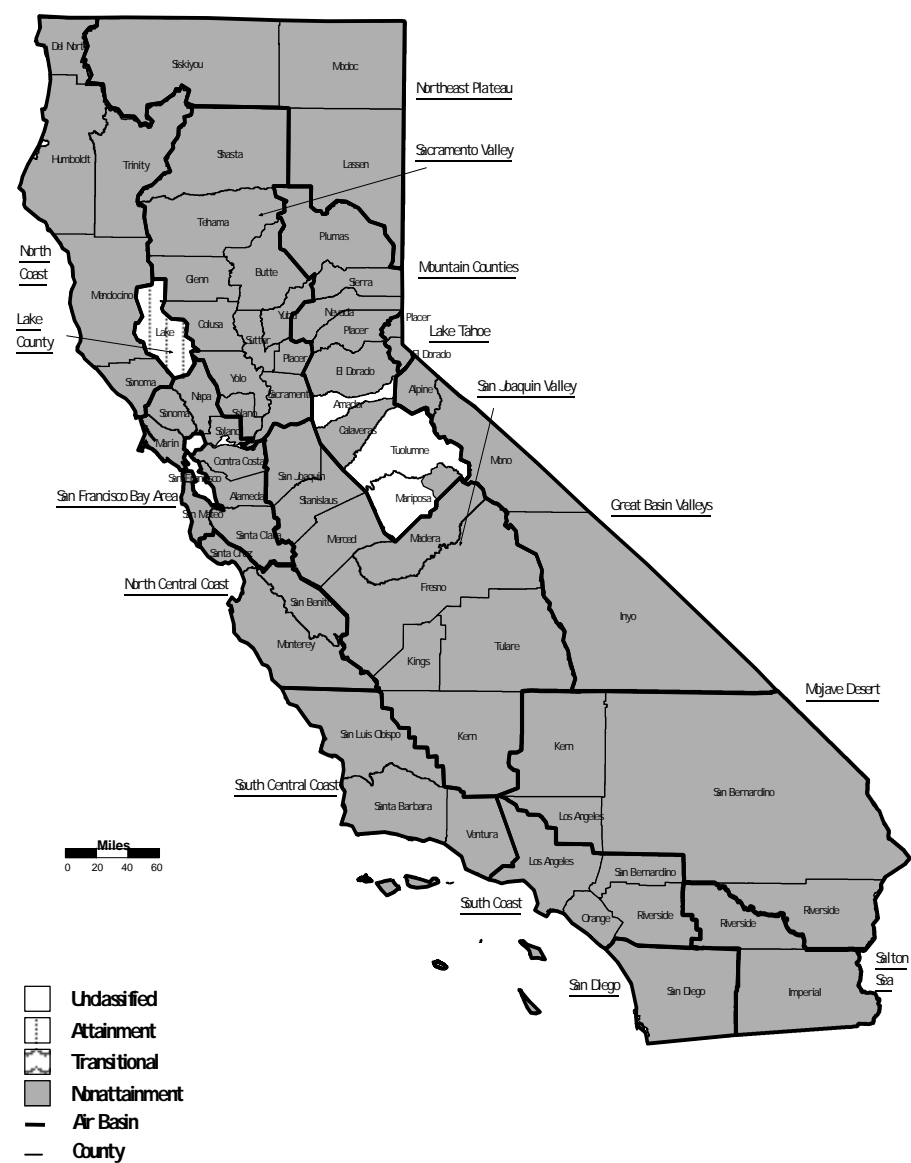 Del Nort
Siskiyou
Modoc
Northeast Plateau
Sacramento Valley
Humboldt
Trinity
Shasta
Lassen
Tehama
Plumas
North
Coast
Mountain Counties
Mendocino
Glenn
Butte
Sierra
Lake
County
Lake
Colusa
Yuba
Sutter
Nevada
Placer
Placer
Lake Tahoe
Placer
El Dorado
El Dorado
Alpine
San Joaquin Valley
Sonoma
Napa
Yolo
Sacramento
Amador
Sonoma
Solano
Solano
Calaveras
Marin
Tuolumne
Mono
Contra Costa
San Francisco
San Joaquin
San Francisco Bay Area
Alameda
Stanislaus
Mariposa
Great Basin Valleys
San Mateo
Santa Clara
Merced
Madera
Santa Cruz
North Central Coast
Fresno
San Benito
Inyo
Monterey
Kings
Tulare
Mojave Desert
San Luis Obispo
Kern
Kern
South Central Coast
San Bernardino
Santa Barbara
Ventura
Los Angeles
Los Angeles
San Bernardino
Miles
0 20 40 60
South Coast
Orange
Riverside
Riverside
Riverside
Salton
Sea
San Diego
San Diego
Imperial
Unclassified
Attainment
Transitional
Nonattainment
Air Basin
County